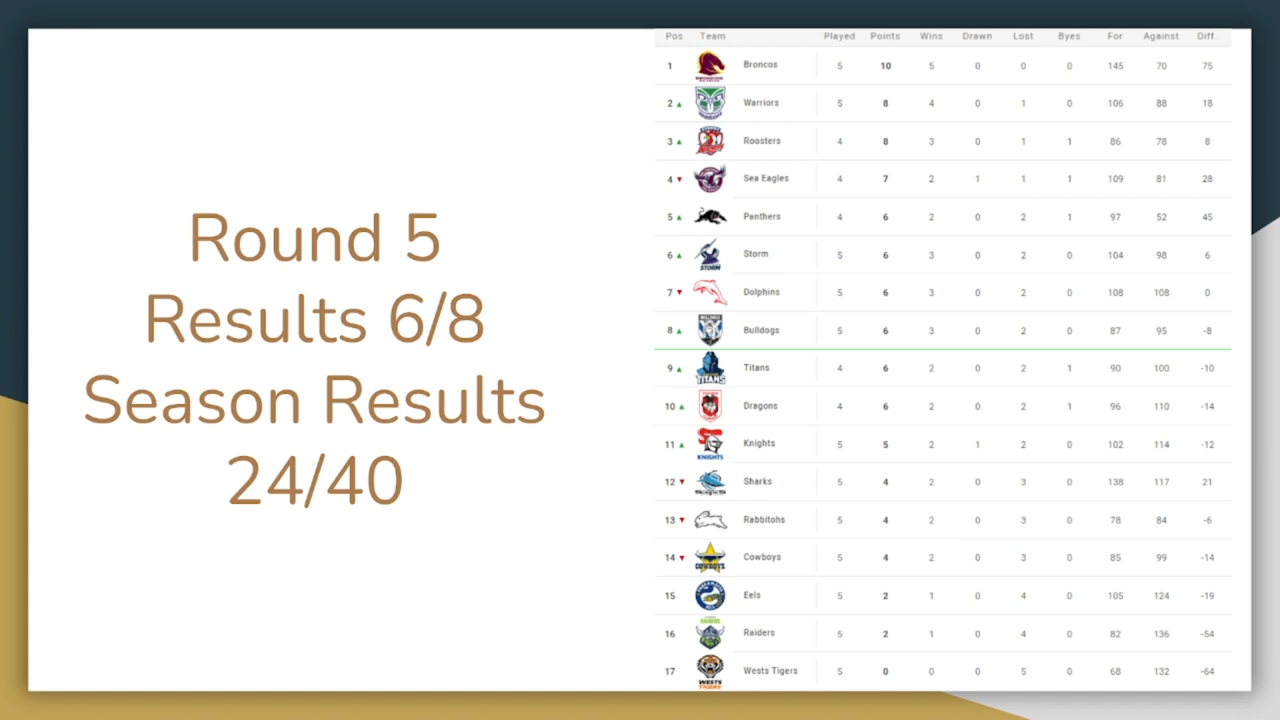 Round 5
Results 6/8
Season Results
24/40
Pos Team Played Points Wins Drawn Lost Byes For Against Diff.
1 Broncos 5 10 5 0 0 0 145 70 75
2 Warriors 5 8 4 0 1 0 106 88 18
3 Roosters 4 8 3 0 1 1 86 78 8
4 Sea Eagles 4 7 2 1 1 1 109 81 28
5 Panthers 4 6 2 0 2 1 97 52 45
6 STORM Storm 5 6 3 0 2 0 104 98 6
7 Dolphins 5 6 3 0 2 0 108 108 0
8 BULLDOGS Bulldogs 5 6 3 0 2 0 87 95 -8
9 TITANS Titans 4 6 2 0 2 1 90 100 -10
10 Dragons 4 6 2 0 2 1 96 110 -14
11 KNIGHTS Knights 5 5 2 1 2 0 102 114 -12
12 Sharks 5 4 2 0 3 0 138 117 21
13 Rabbitohs 5 4 2 0 3 0 78 84 -6
14 COWBOYS Cowboys 5 4 2 0 3 0 85 99 -14
15 Eels 5 2 1 0 4 0 105 124 -19
16 Raiders 5 2 1 0 4 0 82 136 -54
17 WESTS TIGERS Wests Tigers 5 0 0 0 5 0 68 132 -64